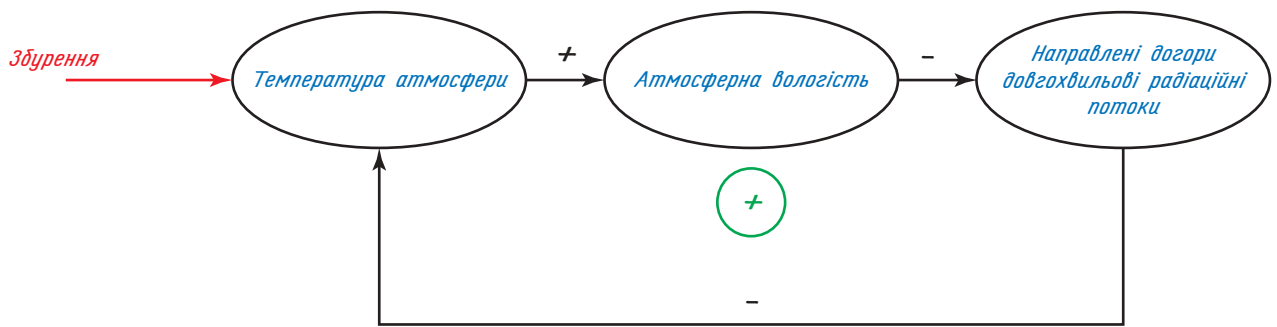 Збурення
Температура атмосфери
+
Атмосферна вологість
–
Направлені догори
довгохвильові радіаційні
потоки
+
–